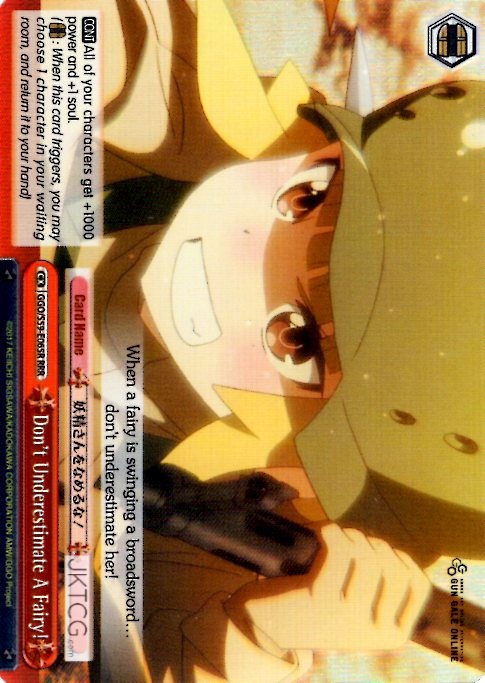 GUN GALE ONLINE
When a fairy is swinging a broadsword...
don't underestimate her!
[CONT] All of your characters get +1000
power and +1 soul.
( : When this card triggers, you may
choose 1 character in your waiting
room, and return it to your hand)
Card Name 妖精さんをなめるな!
JKTCG.com
CX GGO/S59-E065R RRR Don't Underestimate A Fairy!
©2017 KEIICHI SIGSAWA/KADOKAWA CORPORATION AMW/GGO Project